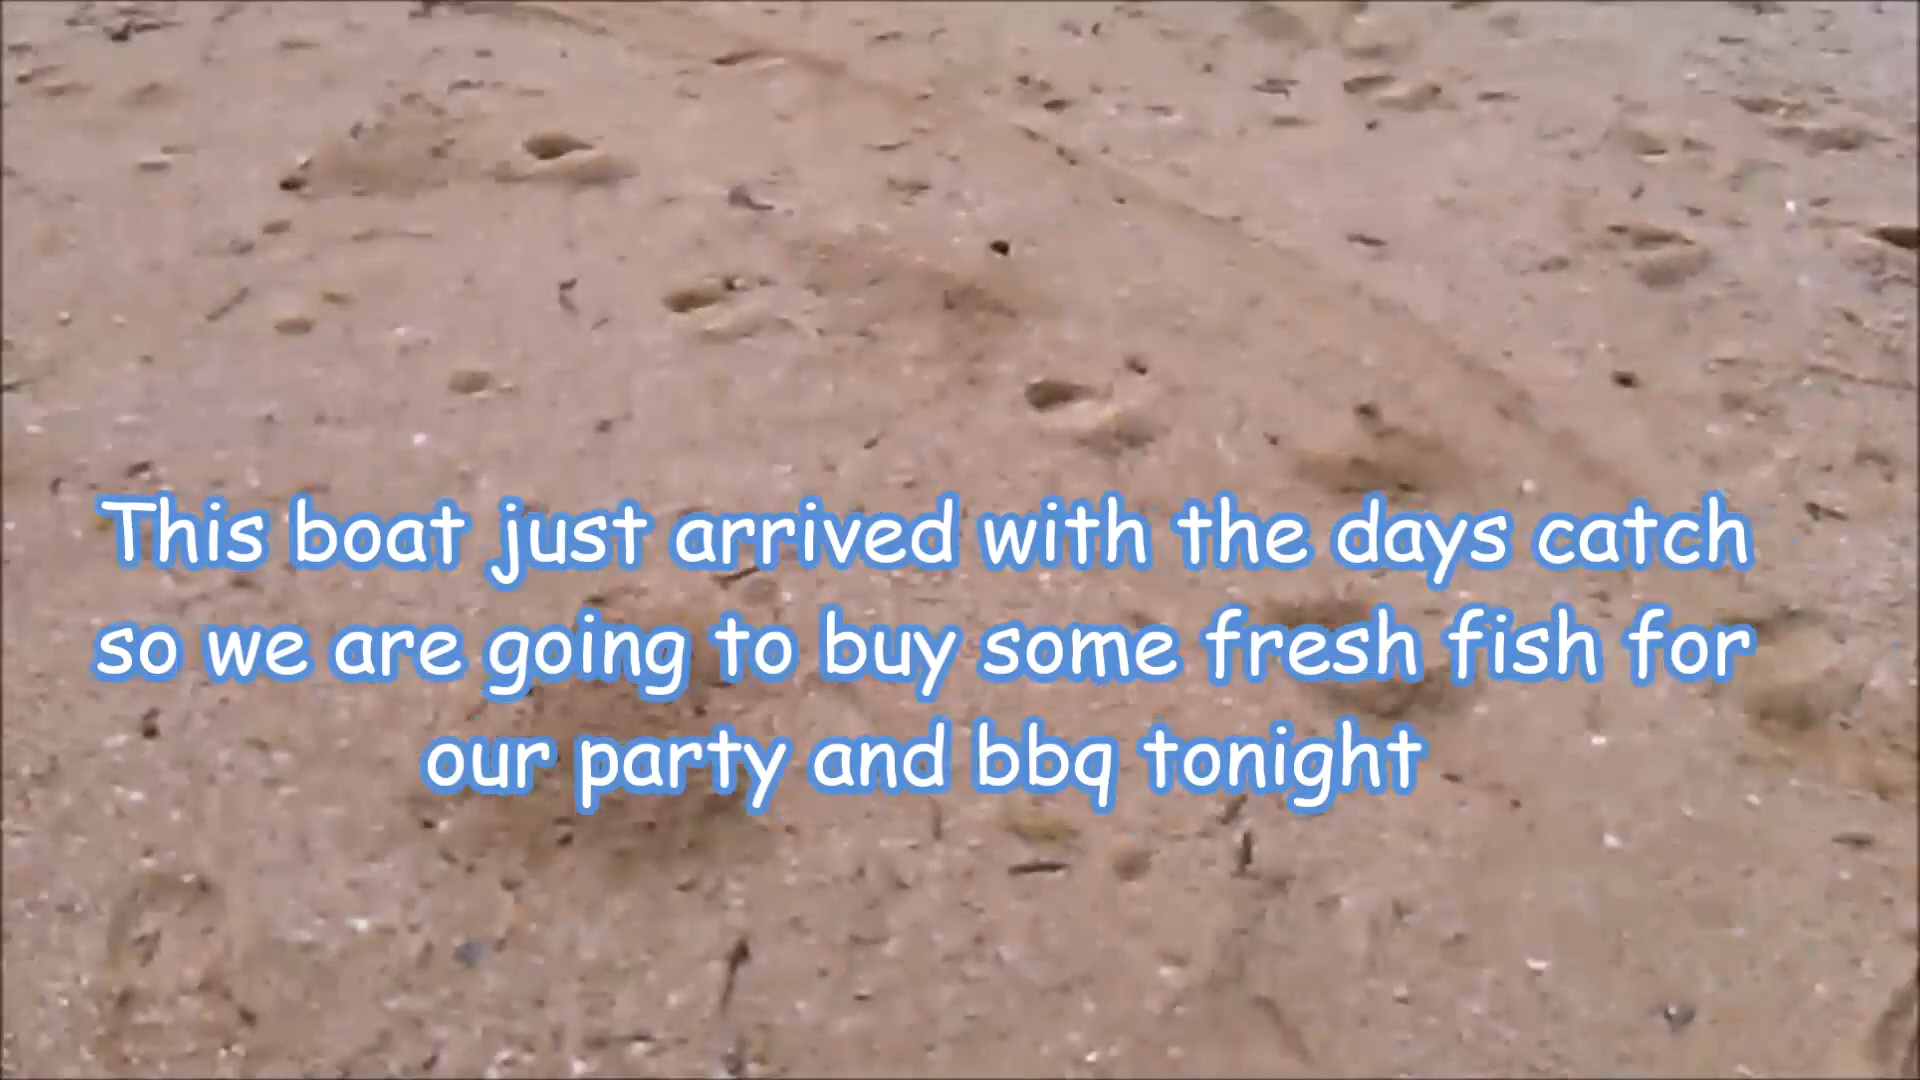 This boat just arrived with the days catch
so we are going to buy some fresh fish for
our party and bbq tonight